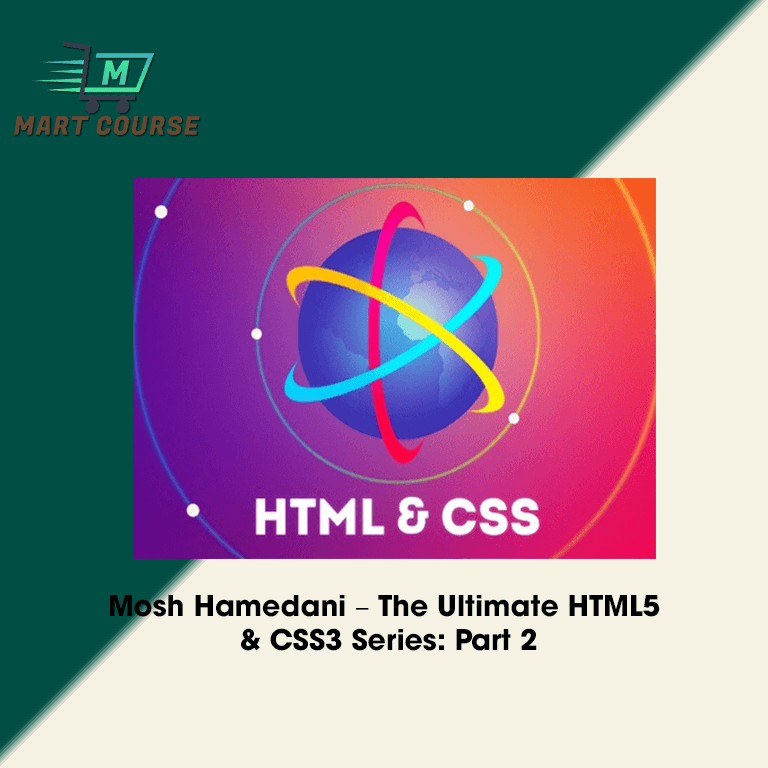 M
MART COURSE
HTML & CSS
Mosh Hamedani – The Ultimate HTML5
& CSS3 Series: Part 2